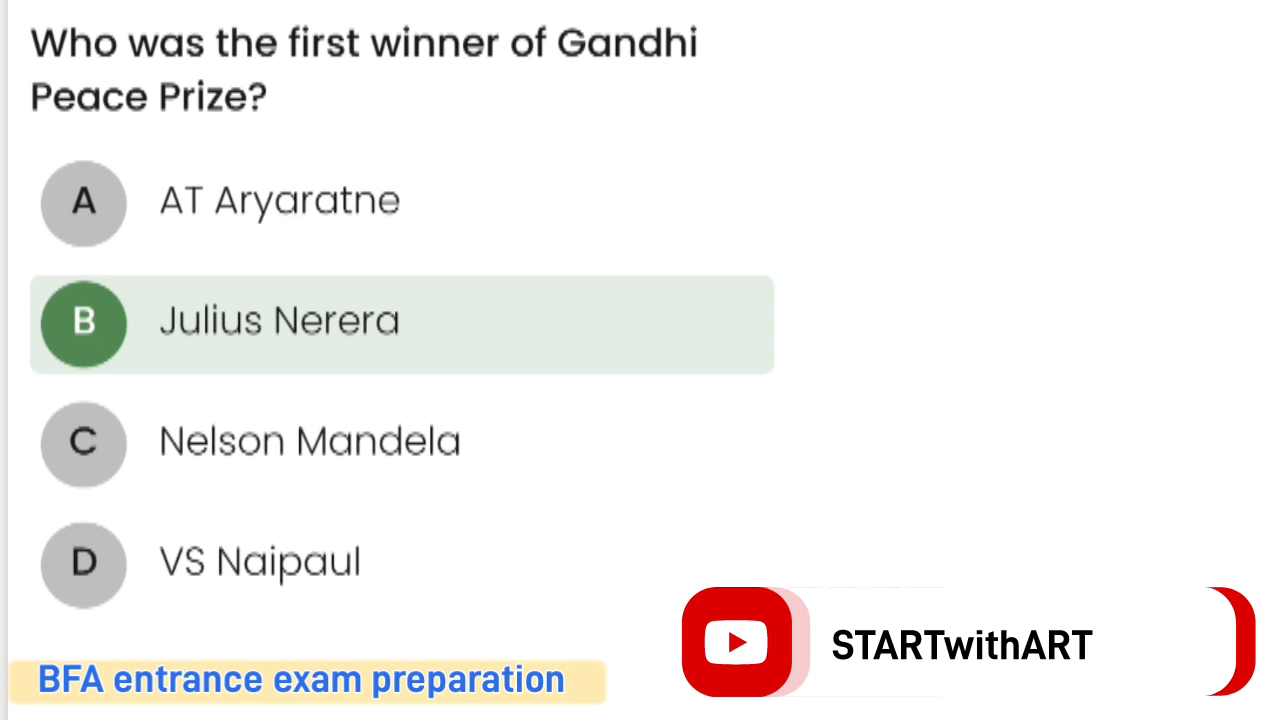 Who was the first winner of Gandhi
Peace Prize?
A AT Aryaratne
B Julius Nerera
C Nelson Mandela
D VS Naipaul
BFA entrance exam preparation
STARTwithART